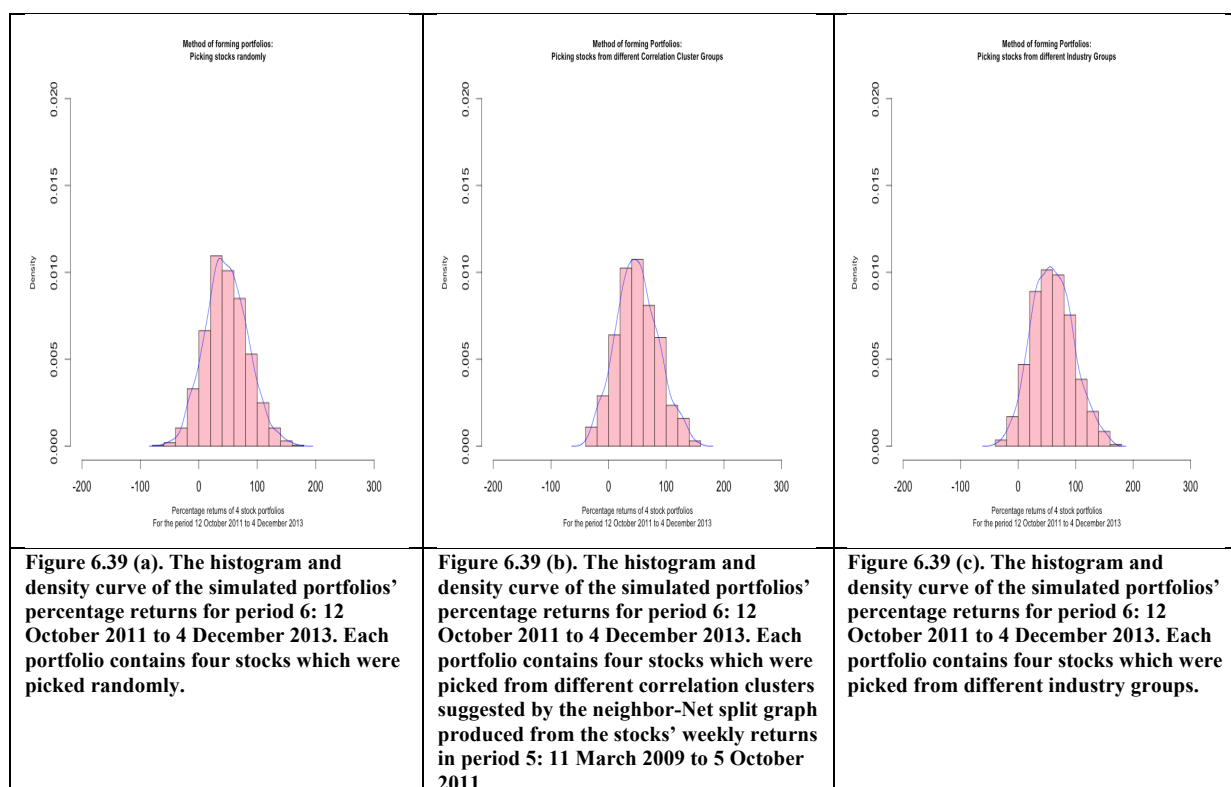 Method of forming portfolios:
Picking stocks randomly
0.020
0.015
0.010
0.005
0.000
Density
-200 -100 0 100 200 300
Percentage returns of 4 stock portfolios
For the period 12 October 2011 to 4 December 2013
Method of forming Portfolios:
Picking stocks from different Correlation Cluster Groups
0.020
0.015
0.010
0.005
0.000
Density
-200 -100 0 100 200 300
Percentage returns of 4 stock portfolios
For the period 12 October 2011 to 4 December 2013
Method of forming Portfolios:
Picking stocks from different Industry Groups
0.020
0.015
0.010
0.005
0.000
Density
-200 -100 0 100 200 300
Percentage returns of 4 stock portfolios
For the period 12 October 2011 to 4 December 2013
Figure 6.39 (a). The histogram and
density curve of the simulated portfolios’
percentage returns for period 6: 12
October 2011 to 4 December 2013. Each
portfolio contains four stocks which were
picked randomly.
Figure 6.39 (b). The histogram and
density curve of the simulated portfolios’
percentage returns for period 6: 12
October 2011 to 4 December 2013. Each
portfolio contains four stocks which were
picked from different correlation clusters
suggested by the neighbor-Net split graph
produced from the stocks’ weekly returns
in period 5: 11 March 2009 to 5 October
2011
Figure 6.39 (c). The histogram and
density curve of the simulated portfolios’
percentage returns for period 6: 12
October 2011 to 4 December 2013. Each
portfolio contains four stocks which were
picked from different industry groups.